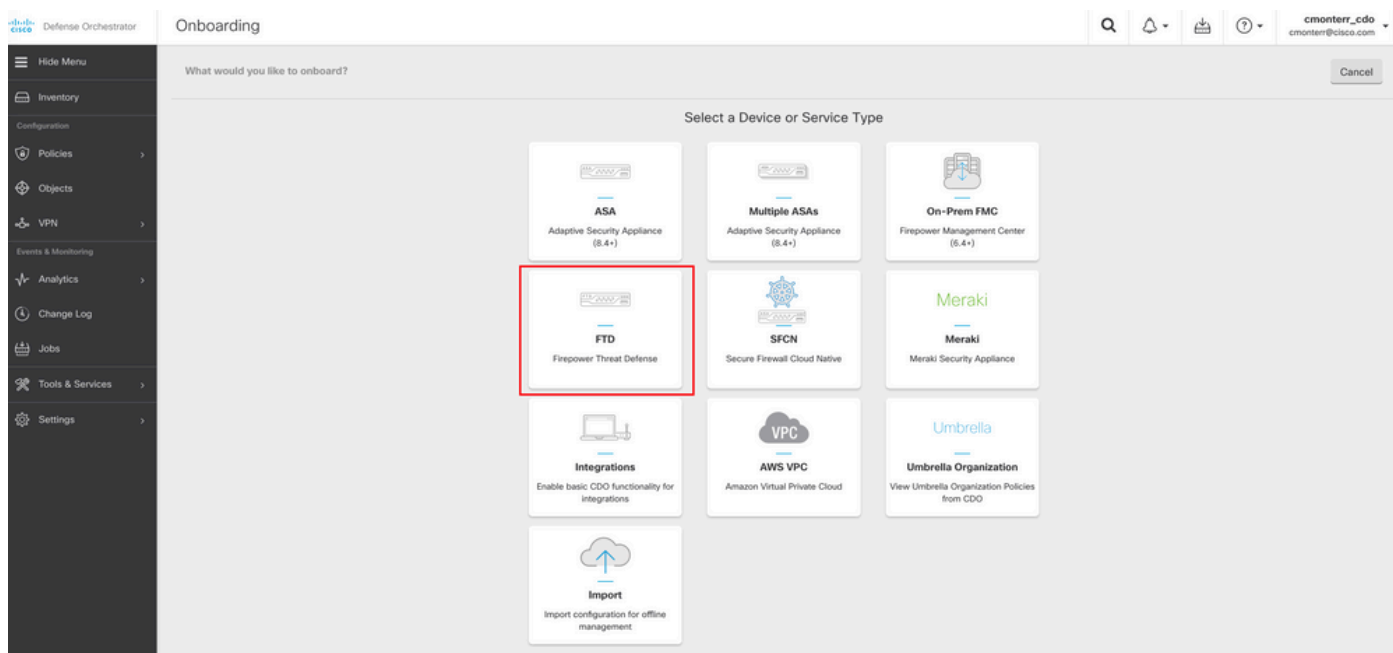 cisco Defense Orchestrator
Onboarding
cmonterr_cdo
cmonterr@cisco.com
Hide Menu
Inventory
Configuration
Policies
Objects
VPN
Events & Monitoring
Analytics
Change Log
Jobs
Tools & Services
Settings
What would you like to onboard?
Cancel
Select a Device or Service Type
ASA
Adaptive Security Appliance
(8.4+)
Multiple ASAs
Adaptive Security Appliance
(8.4+)
On-Prem FMC
Firepower Management Center
(6.4+)
FTD
Firepower Threat Defense
SFCN
Secure Firewall Cloud Native
Meraki
Meraki
Meraki Security Appliance
Integrations
Enable basic CDO functionality for
integrations
VPC
AWS VPC
Amazon Virtual Private Cloud
Umbrella
Umbrella Organization
View Umbrella Organization Policies
from CDO
Import
Import configuration for offline
management